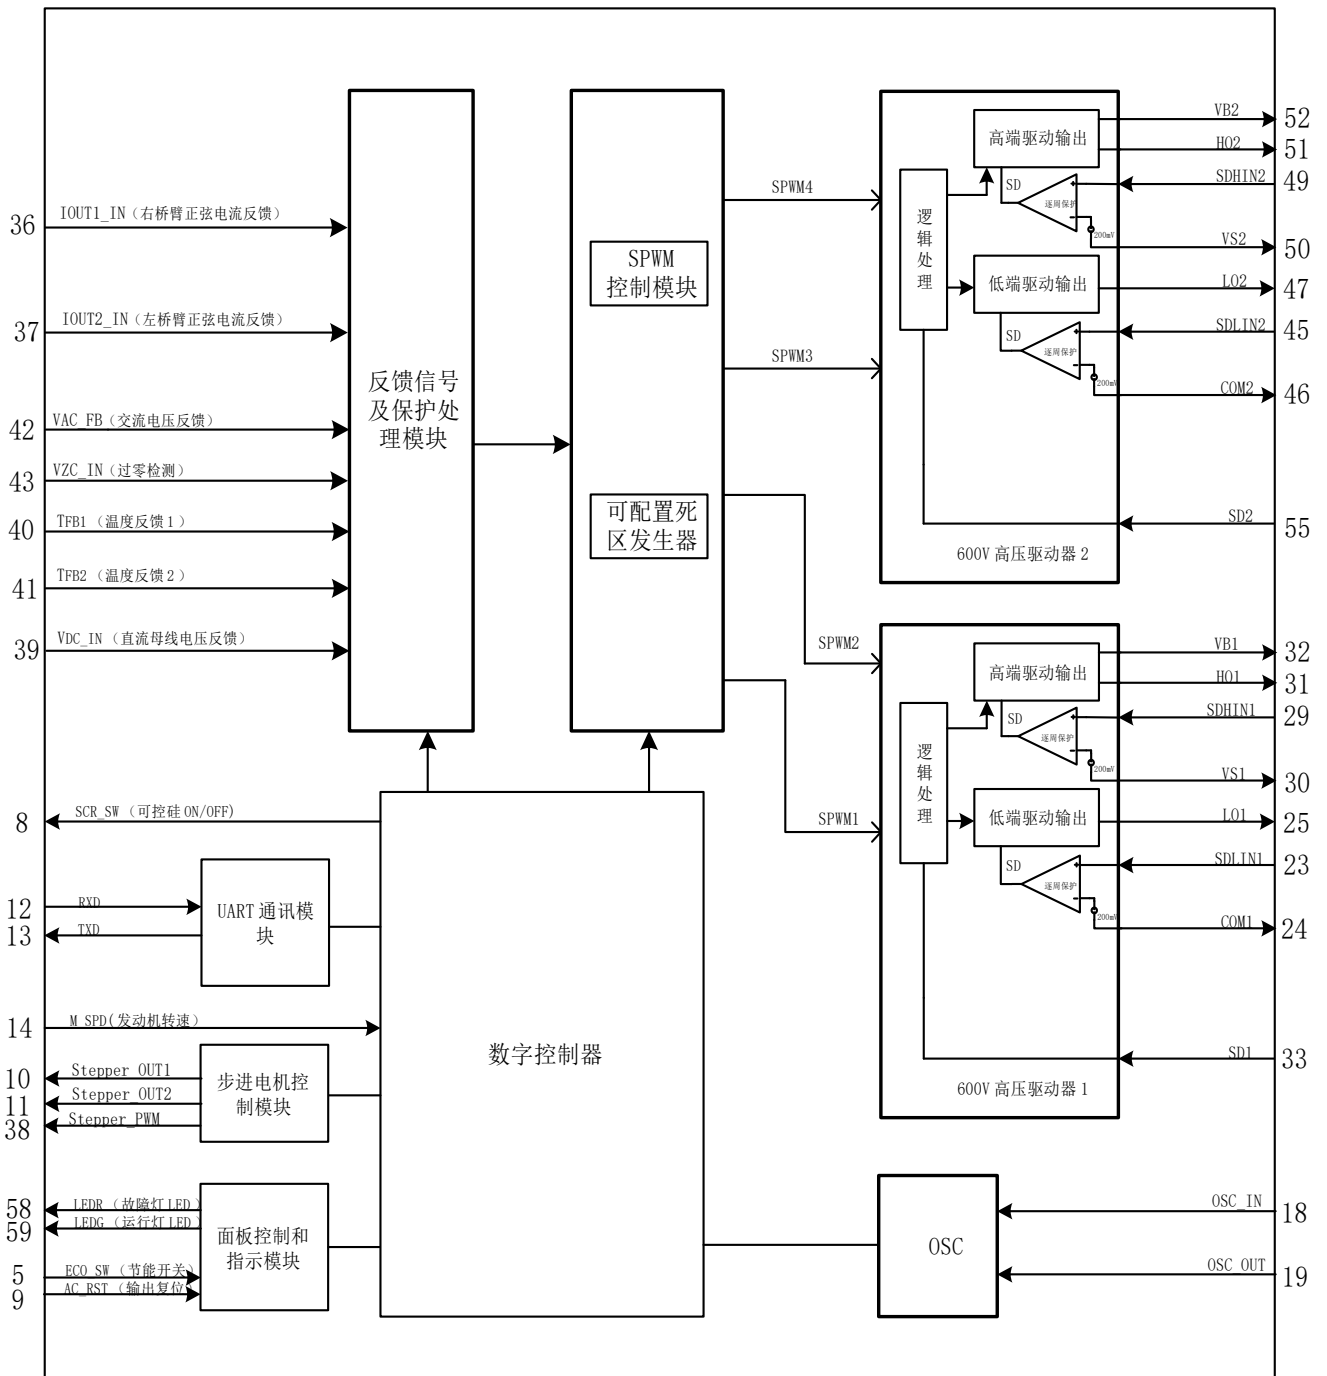 36
IOUT1_IN（右桥臂正弦电流反馈）
37
IOUT2_IN（左桥臂正弦电流反馈）
42
VAC_FB（交流电压反馈）
43
VZC_IN（过零检测）
40
TFB1（温度反馈1）
41
TFB2（温度反馈2）
39
VDC_IN（直流母线电压反馈）
反馈信号
及保护处
理模块
SPWM
控制模块
可配置死
区发生器
SPWM4
SPWM3
SPWM2
SPWM1
逻
辑
处
理
高端驱动输出
SD
逐周保护
200mV
低端驱动输出
SD
逐周保护
200mV
600V 高压驱动器 2
VB2
52
HO2
51
SDHIN2
49
VS2
50
LO2
47
SDLIN2
45
COM2
46
SD2
55
逻
辑
处
理
高端驱动输出
SD
逐周保护
200mV
低端驱动输出
SD
逐周保护
200mV
600V 高压驱动器 1
VB1
32
HO1
31
SDHIN1
29
VS1
30
LO1
25
SDLIN1
23
COM1
24
SD1
33
8
SCR_SW（可控硅 ON/OFF)
12
RXD
13
TXD
UART 通讯模
块
14
M_SPD(发动机转速）
10
Stepper_OUT1
11
Stepper_OUT2
38
Stepper_PWM
步进电机控
制模块
58
LEDR（故障灯 LED）
59
LEDG（运行灯 LED）
5
ECO_SW（节能开关）
9
AC_RST（输出复位）
面板控制和
指示模块
数字控制器
OSC
OSC_IN
18
OSC_OUT
19